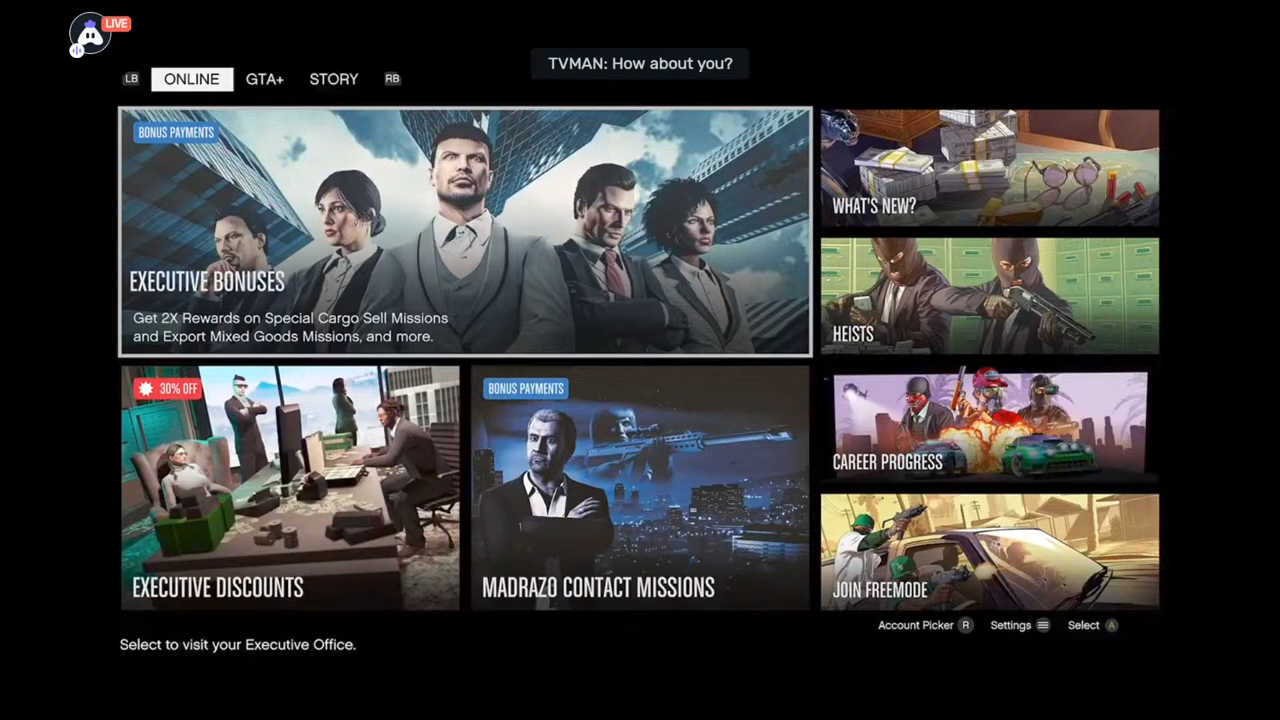 LIVE
TVMAN: How about you?
LB ONLINE GTA+ STORY RB
BONUS PAYMENTS
EXECUTIVE BONUSES
Get 2X Rewards on Special Cargo Sell Missions
and Export Mixed Goods Missions, and more.
WHAT'S NEW?
HEISTS
30% OFF
EXECUTIVE DISCOUNTS
BONUS PAYMENTS
MADRAZO CONTACT MISSIONS
CAREER PROGRESS
JOIN FREEMODE
Account Picker R Settings Select A
Select to visit your Executive Office.